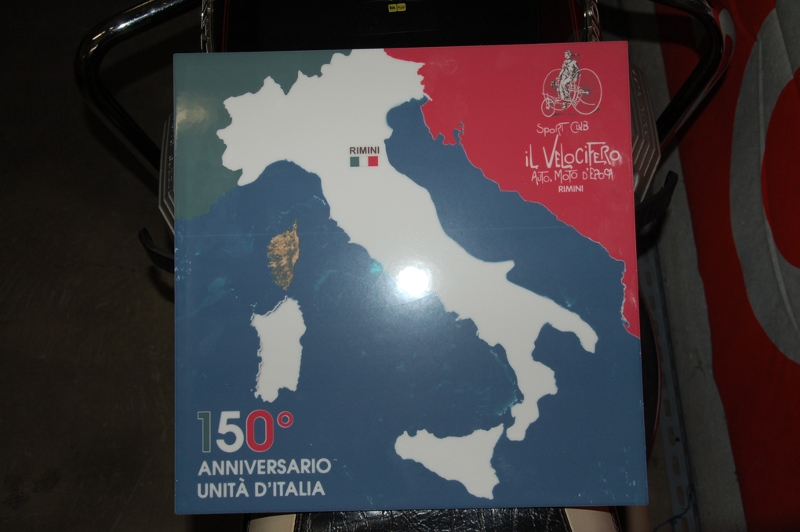 SPORT CLUB
iL VELOCIFERO
AUTO, MOTO D'EPOCA
RIMINI
RIMINI
150°
ANNIVERSARIO
UNITÀ D'ITALIA